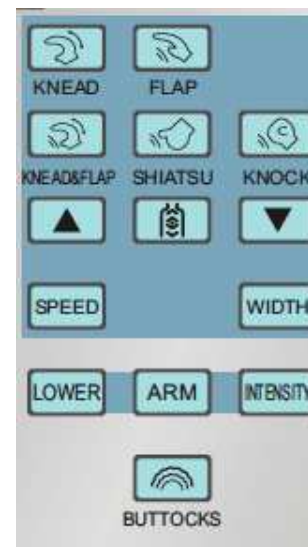 KNEAD FLAP
KNEAD&FLAP SHIATSU KNOCK
SPEED WIDTH
LOWER ARM INTENSITY
BUTTOCKS